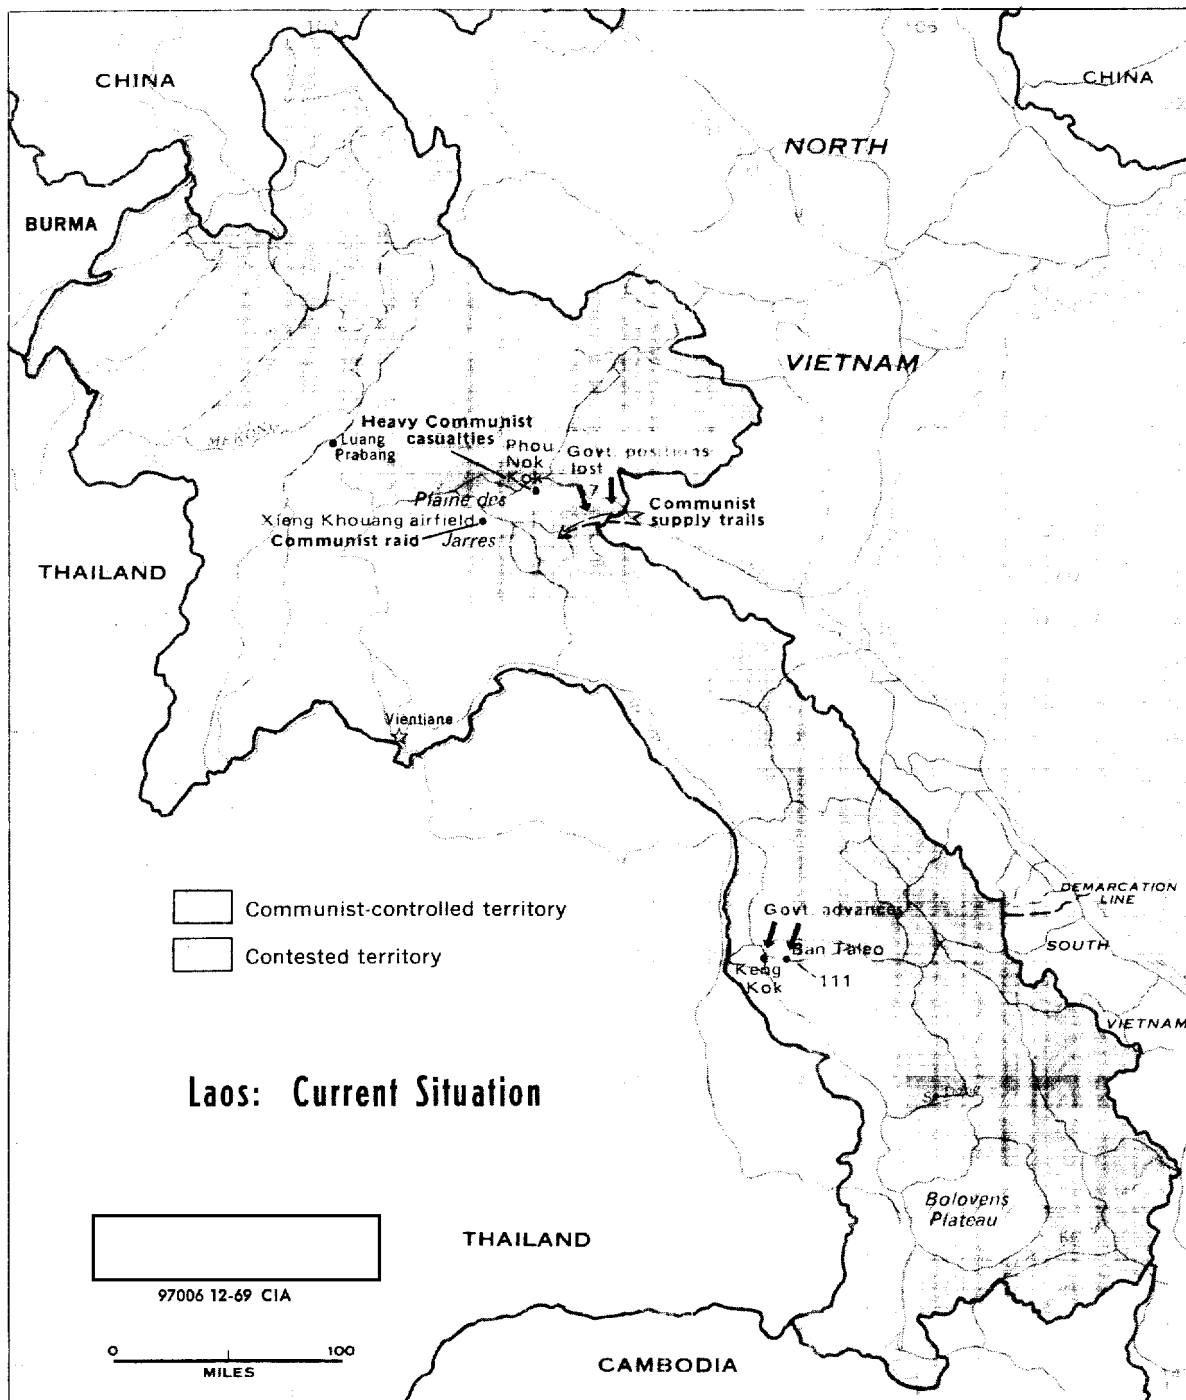 CHINA
CHINA
NORTH
BURMA
VIETNAM
MEKONG
Heavy Communist
casualties
Luang
Prabang
Phou
Nok
Kok
Govt. positions
lost
7
Plaine des
Jarres
Communist
supply trails
Xieng Khouang airfield
Communist raid
THAILAND
Vientiane
DEMARCATION
LINE
Communist-controlled territory
Contested territory
Govt. advances
Ban Taleo
Keng
Kok
111
SOUTH
VIETNAM
Laos: Current Situation
Bolovens
Plateau
THAILAND
97006 12-69 CIA
0 100
MILES
CAMBODIA